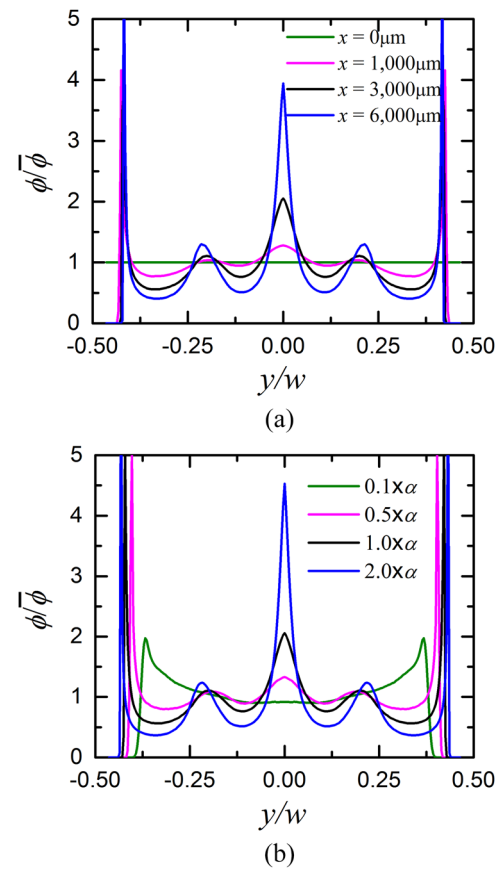 5
4
3
2
1
0
ϕ/ϕ̅
x = 0μm
x = 1,000μm
x = 3,000μm
x = 6,000μm
-0.50 -0.25 0.00 0.25 0.50
y/w
(a)
5
4
3
2
1
0
ϕ/ϕ̅
0.1xα
0.5xα
1.0xα
2.0xα
-0.50 -0.25 0.00 0.25 0.50
y/w
(b)